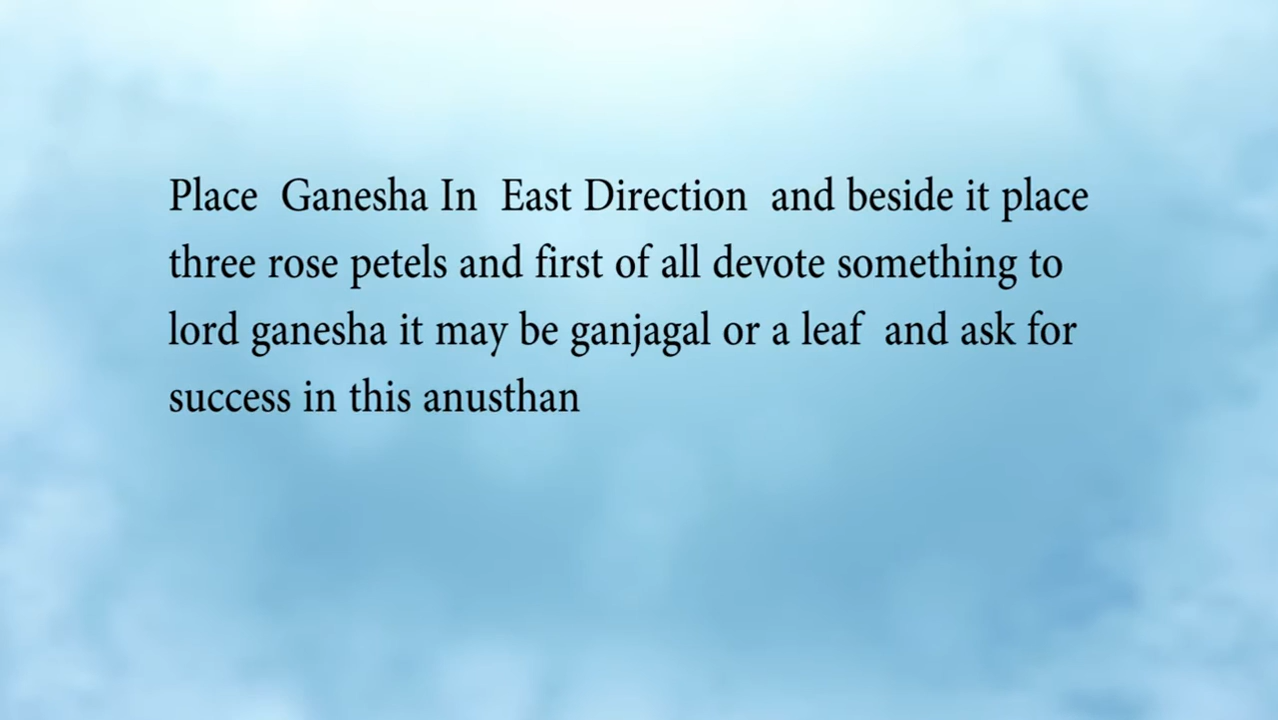 Place  Ganesha In  East Direction  and beside it place
three rose petels and first of all devote something to
lord ganesha it may be ganjagal or a leaf  and ask for
success in this anusthan